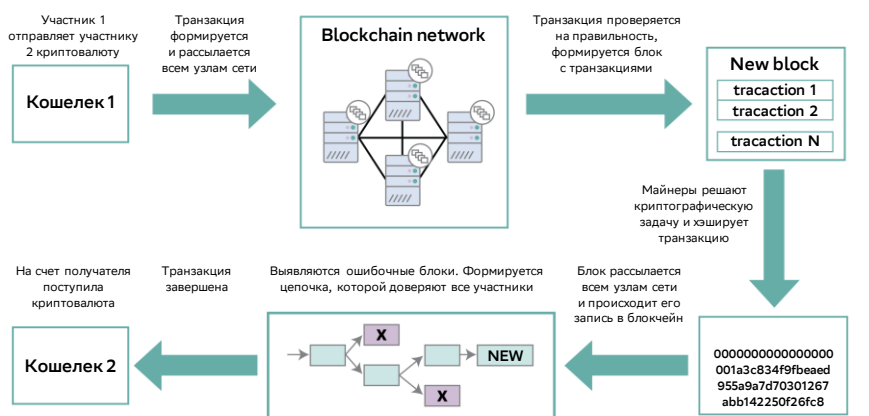 Участник 1
отправляет участнику
2 криптовалюту
Кошелек 1
Транзакция
формируется
и рассылается
всем узлам сети
Blockchain network
Транзакция проверяется
на правильность,
формируется блок
с транзакциями
New block
tracaction 1
tracaction 2
tracaction N
Майнеры решают
криптографическую
задачу и хэширует
транзакцию
На счет получателя
поступила
криптовалюта
Кошелек 2
Транзакция
завершена
Выявляются ошибочные блоки. Формируется
цепочка, которой доверяют все участники
X
NEW
X
Блок рассылается
всем узлам сети
и происходит его
запись в блокчейн
0000000000000000
001a3c834f9fbeaed
955a9a7d70301267
abb142250f26fc8